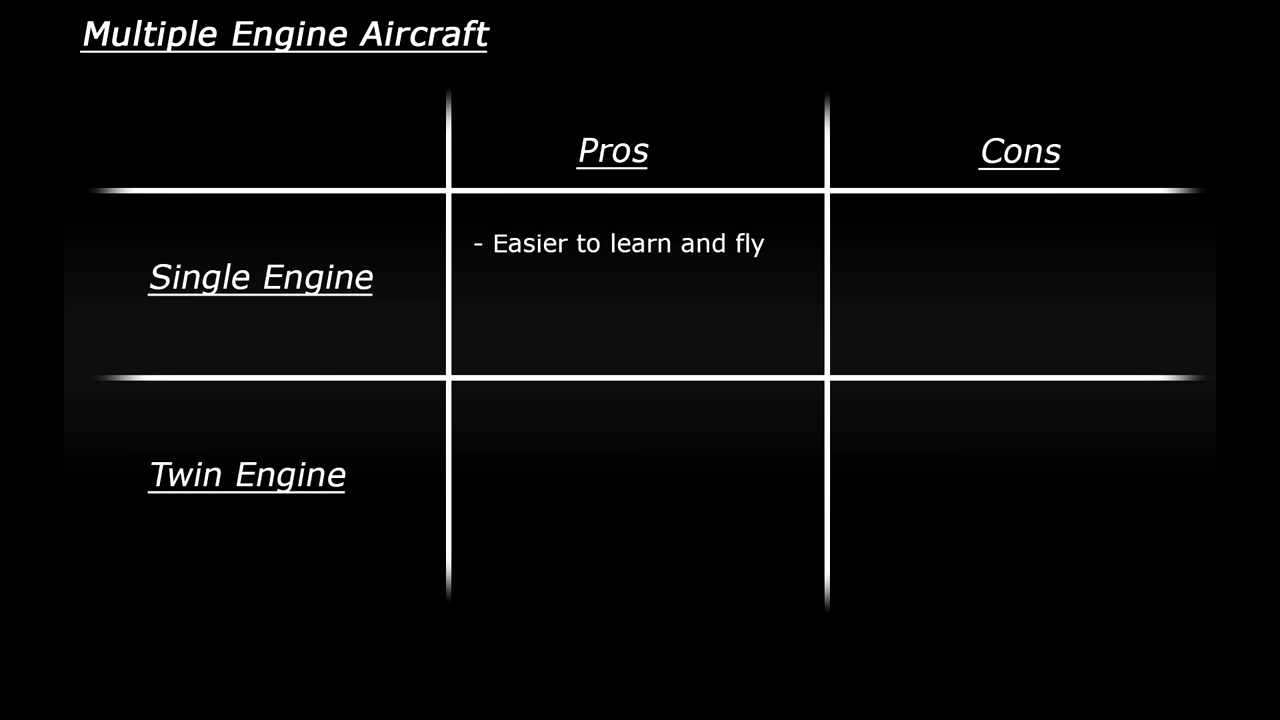 Multiple Engine Aircraft
Pros
Cons
Single Engine
- Easier to learn and fly
Twin Engine